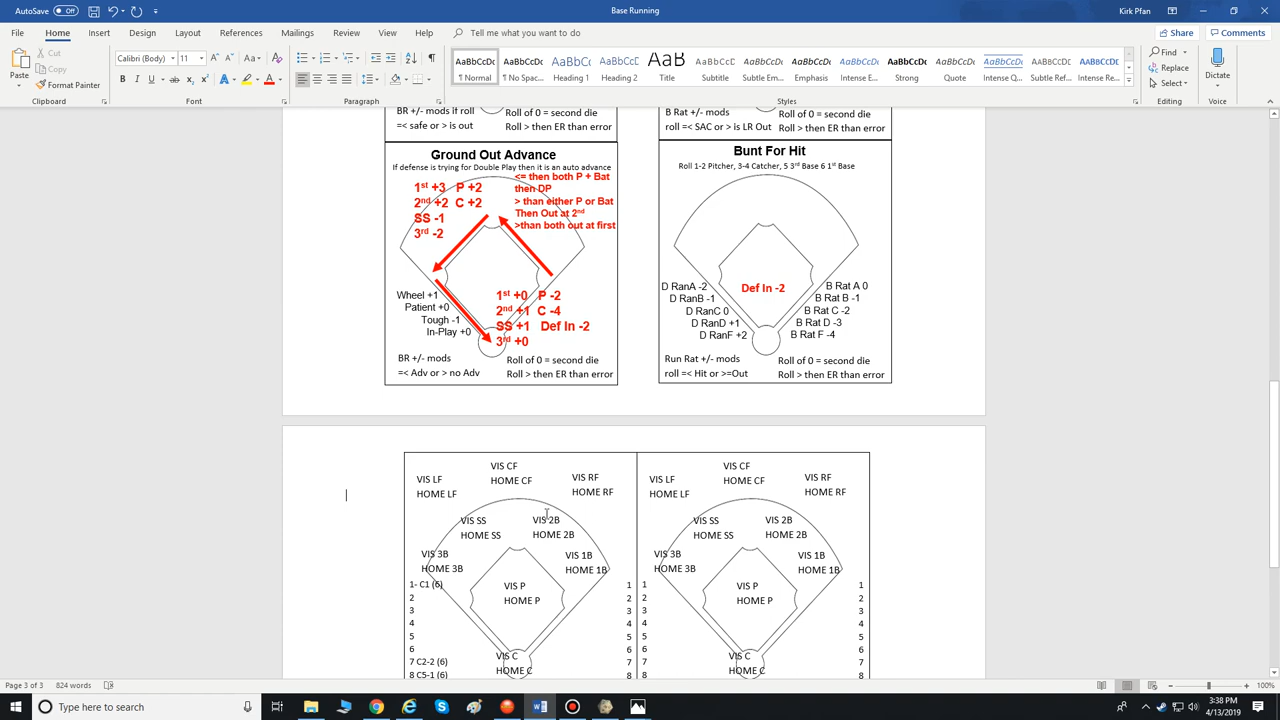 AutoSave Off
Base Running
Kirk Pfan
File Home Insert Design Layout References Mailings Review View Help Tell me what you want to do
Share Comments
Paste
Cut
Copy
Format Painter
Clipboard
Calibri (Body) 11
Font
Paragraph
AaBbCcDc AaBbCcDc AaBbCc AaBbCcD AaB AaBbCcD AaBbCcDc AaBbCcDc AaBbCcDc AaBbCcDc AaBbCcDc AaBbCcDc AaBbCcDc
¶ Normal ¶ No Spac... Heading 1 Heading 2 Title Subtitle Subtle Em... Emphasis Intense E... Strong Quote Intense Q... Subtle Ref... Intense Re...
Styles
Find
Replace
Select
Editing
Dictate
Voice
BR +/- mods if roll
=< safe or > is out
Roll of 0 = second die
Roll > then ER than error
B Rat +/- mods
roll =< SAC or > is LR Out
Roll of 0 = second die
Roll > then ER than error
Ground Out Advance
If defense is trying for Double Play then it is an auto advance
1st +3 P +2
2nd +2 C +2
SS -1
3rd -2
<= then both P + Bat
then DP
> than either P or Bat
Then Out at 2nd
>than both out at first
Wheel +1
Patient +0
Tough -1
In-Play +0
1st +0 P -2
2nd +1 C -4
SS +1 Def In -2
3rd +0
BR +/- mods
=< Adv or > no Adv
Roll of 0 = second die
Roll > then ER than error
Bunt For Hit
Roll 1-2 Pitcher, 3-4 Catcher, 5 3rd Base 6 1st Base
D RanA -2
D RanB -1
D RanC 0
D RanD +1
D RanF +2
Def In -2
B Rat A 0
B Rat B -1
B Rat C -2
B Rat D -3
B Rat F -4
Run Rat +/- mods
roll =< Hit or >=Out
Roll of 0 = second die
Roll > then ER than error
VIS CF
HOME CF
VIS LF
HOME LF
VIS RF
HOME RF
VIS SS
HOME SS
VIS 2B
HOME 2B
VIS 3B
HOME 3B
VIS 1B
HOME 1B
VIS P
HOME P
1- C1 (6)
2
3
4
5
6
7 C2-2 (6)
8 C5-1 (6)
VIS C
HOME C
1
2
3
4
5
6
7
8
VIS CF
HOME CF
VIS LF
HOME LF
VIS RF
HOME RF
VIS SS
HOME SS
VIS 2B
HOME 2B
VIS 3B
HOME 3B
VIS 1B
HOME 1B
VIS P
HOME P
1
2
3
4
5
6
7
8
VIS C
HOME C
1
2
3
4
5
6
7
8
Page 3 of 3 824 words
100%
Type here to search
3:38 PM
4/13/2019